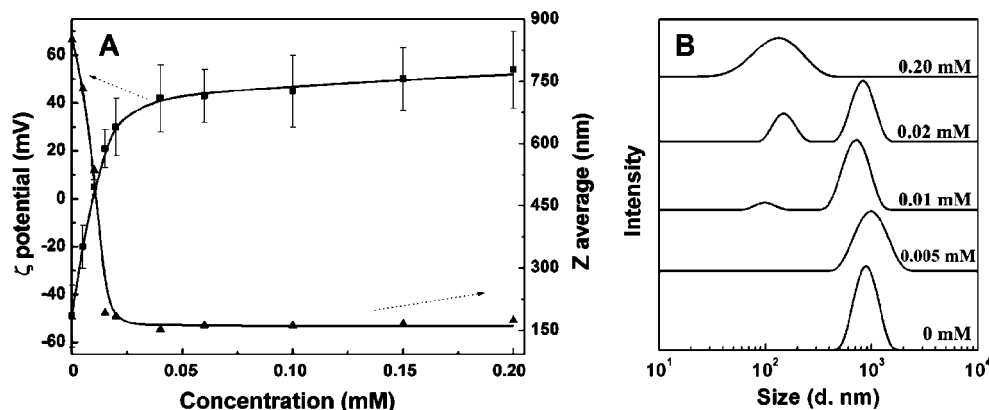 A
ζ potential (mV)
60
40
20
0
-20
-40
-60
0
0.05
0.10
0.15
0.20
Concentration (mM)
900
750
600
450
300
150
Z average (nm)
B
Intensity
0.20 mM
0.02 mM
0.01 mM
0.005 mM
0 mM
10¹
10²
10³
10⁴
Size (d. nm)